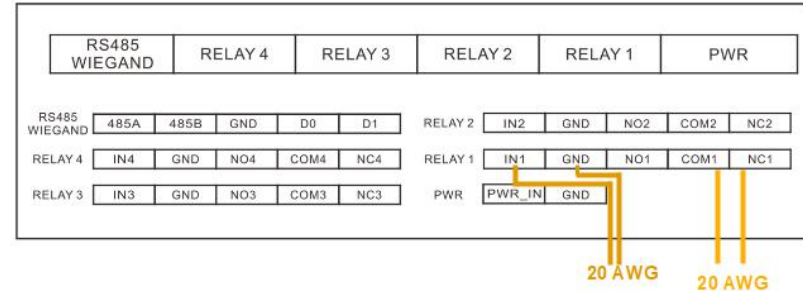 RS485 WIEGAND RELAY 4 RELAY 3 RELAY 2 RELAY 1 PWR
RS485 WIEGAND 485A 485B GND D0 D1
RELAY 4 IN4 GND NO4 COM4 NC4
RELAY 3 IN3 GND NO3 COM3 NC3
RELAY 2 IN2 GND NO2 COM2 NC2
RELAY 1 IN1 GND NO1 COM1 NC1
PWR PWR_IN GND
20 AWG
20 AWG